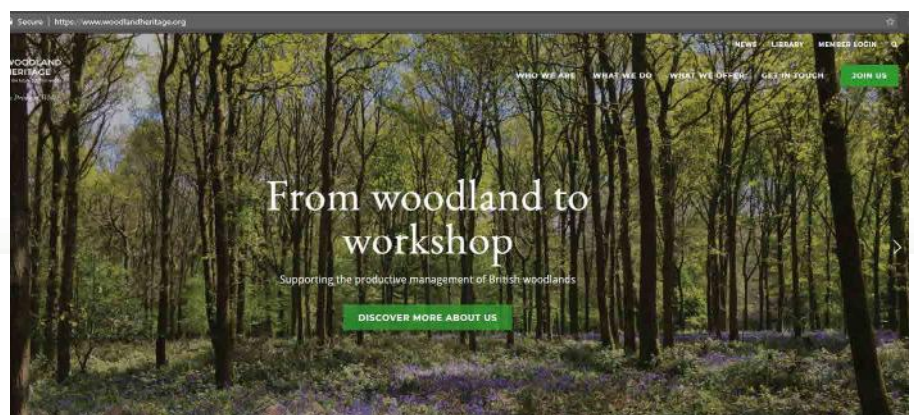 Secure | https://www.woodlandheritage.org
NEWS LIBRARY MEMBER LOGIN
WOODLAND
HERITAGE
WHO WE ARE WHAT WE DO WHAT WE OFFER GET IN TOUCH JOIN US
From woodland to
workshop
Supporting the productive management of British woodlands
DISCOVER MORE ABOUT US